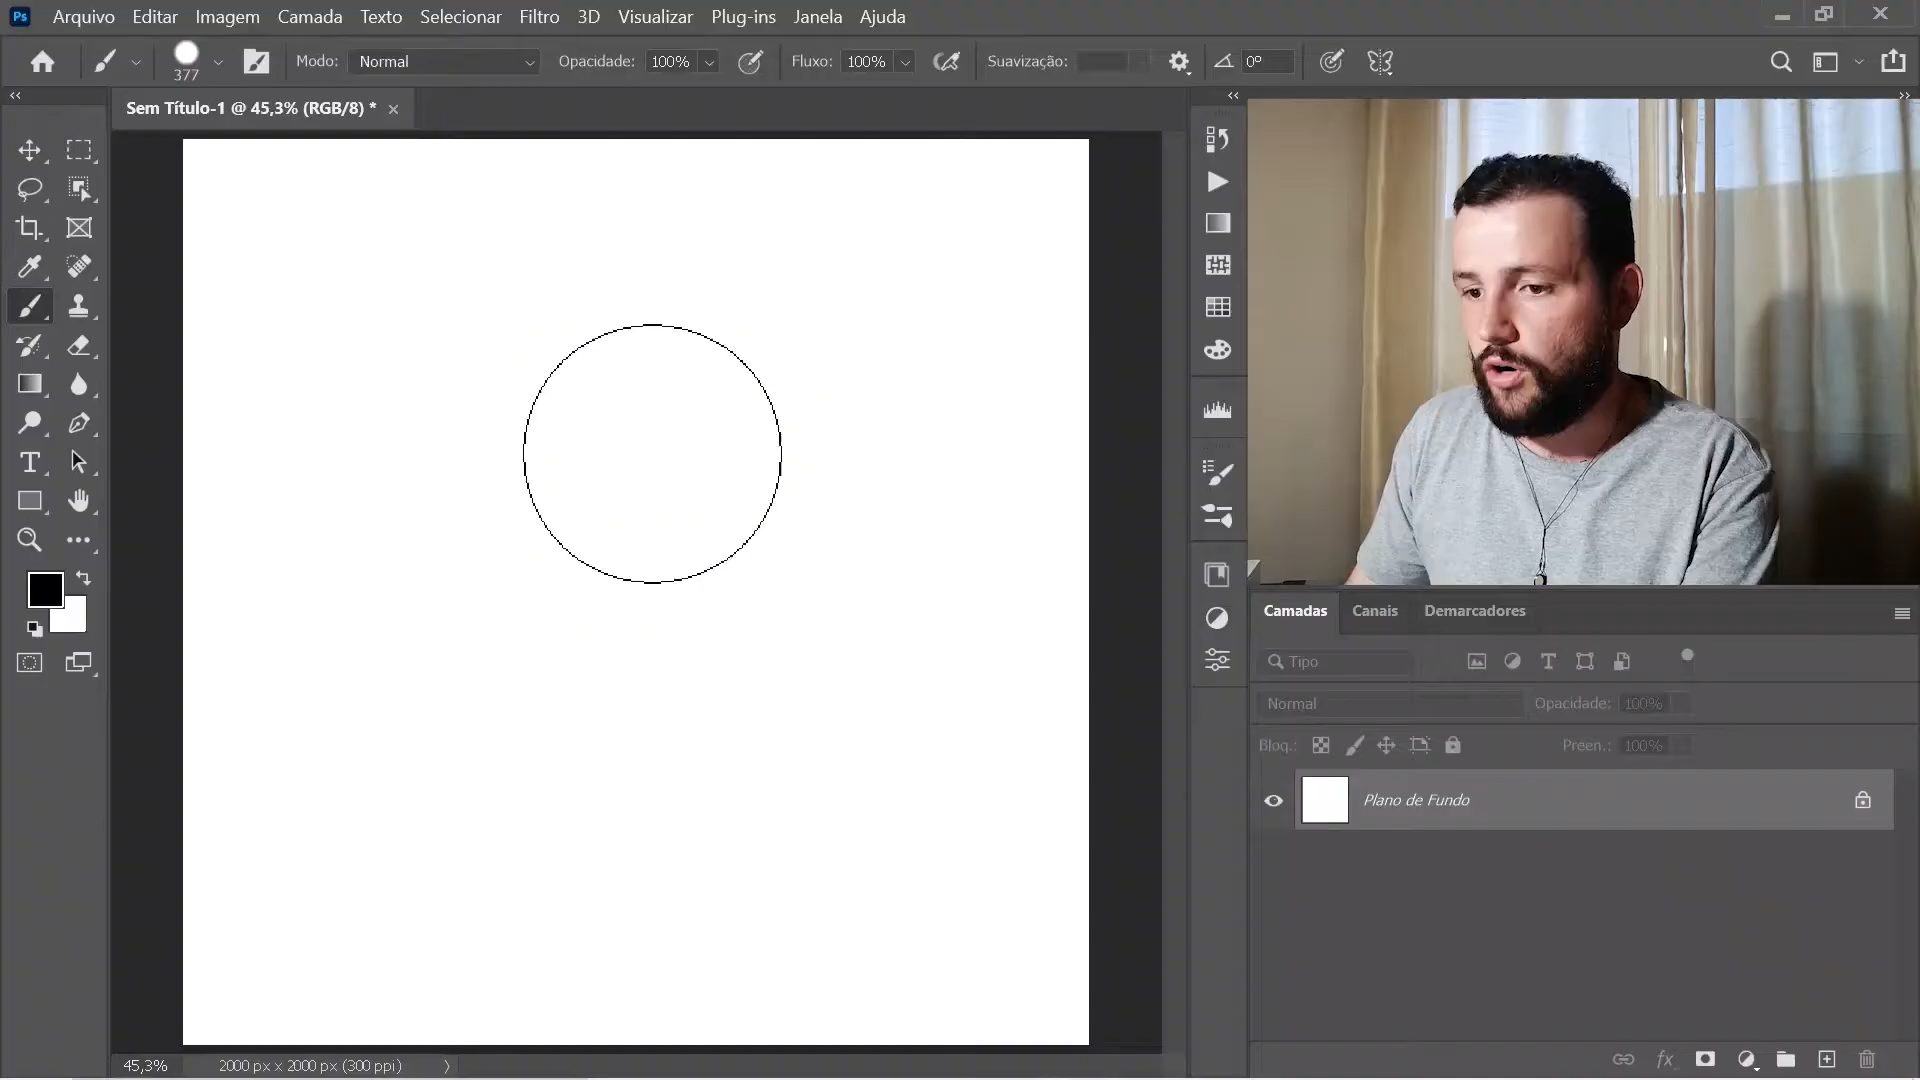 Ps Arquivo Editar Imagem Camada Texto Selecionar Filtro 3D Visualizar Plug-ins Janela Ajuda
377 Modo: Normal Opacidade: 100% Fluxo: 100% Suavização: 0°
Sem Título-1 @ 45,3% (RGB/8) *
Camadas Canais Demarcadores
Tipo
Normal Opacidade: 100%
Bloq.: Preen.: 100%
Plano de Fundo
fx
45,3% 2000 px x 2000 px (300 ppi)